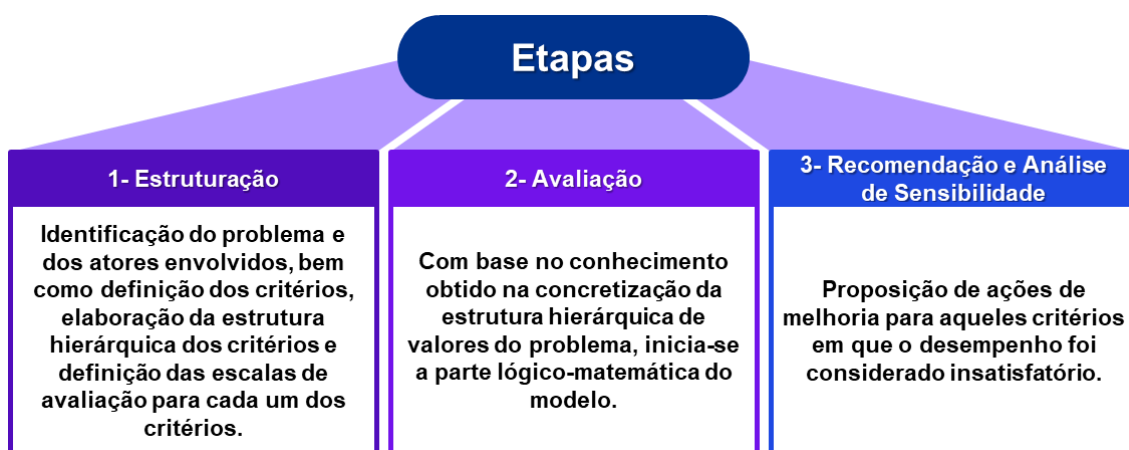 Etapas
1- Estruturação
Identificação do problema e
dos atores envolvidos, bem
como definição dos critérios,
elaboração da estrutura
hierárquica dos critérios e
definição das escalas de
avaliação para cada um dos
critérios.
2- Avaliação
Com base no conhecimento
obtido na concretização da
estrutura hierárquica de
valores do problema, inicia-se
a parte lógico-matemática do
modelo.
3- Recomendação e Análise
de Sensibilidade
Proposição de ações de
melhoria para aqueles critérios
em que o desempenho foi
considerado insatisfatório.